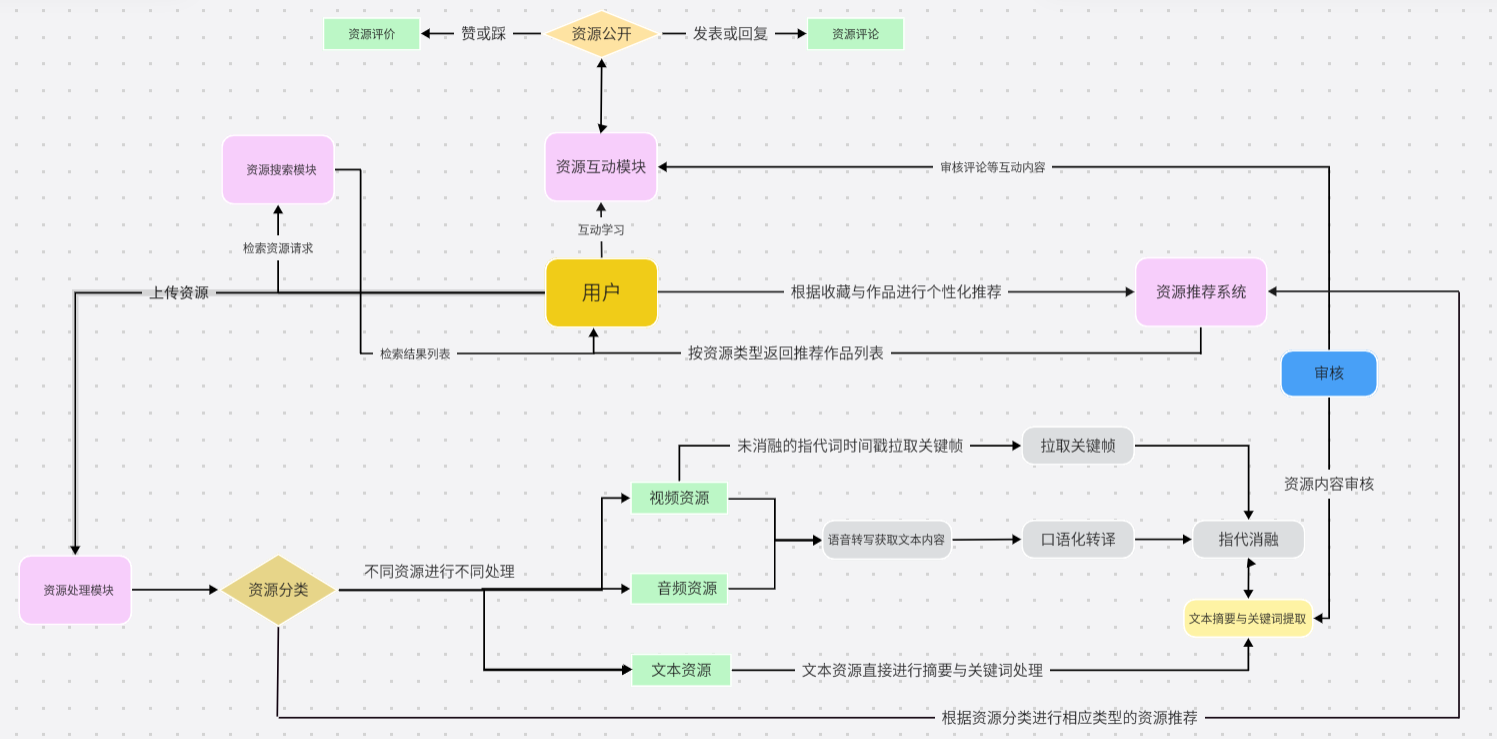 资源评价
赞或踩
资源公开
发表或回复
资源评论
资源搜索模块
资源互动模块
审核评论等互动内容
互动学习
检索资源请求
上传资源
用户
根据收藏与作品进行个性化推荐
资源推荐系统
检索结果列表
按资源类型返回推荐作品列表
审核
未消融的指代词时间戳拉取关键帧
拉取关键帧
资源内容审核
视频资源
语音转写获取文本内容
口语化转译
指代消融
不同资源进行不同处理
资源处理模块
资源分类
音频资源
文本摘要与关键词提取
文本资源
文本资源直接进行摘要与关键词处理
根据资源分类进行相应类型的资源推荐